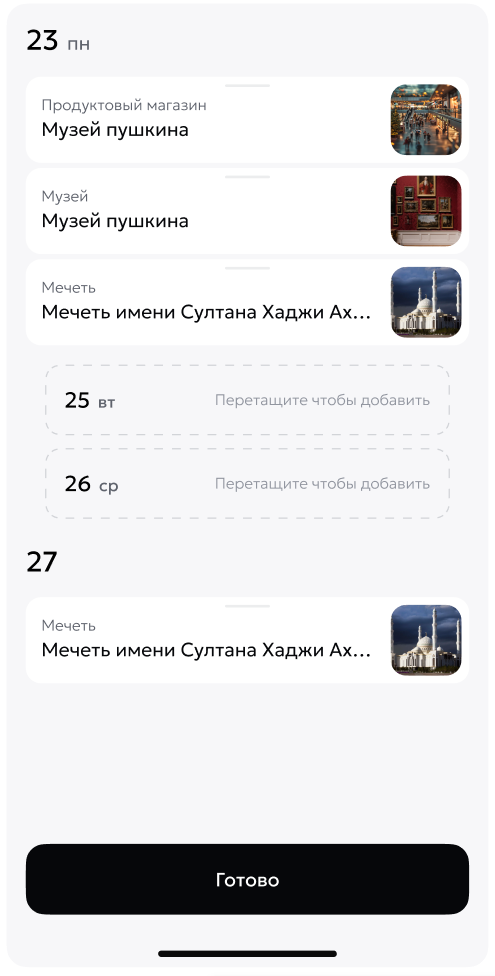 23 пн
Продуктовый магазин
Музей пушкина
Музей
Музей пушкина
Мечеть
Мечеть имени Султана Хаджи Ах...
25 вт
Перетащите чтобы добавить
26 ср
Перетащите чтобы добавить
27
Мечеть
Мечеть имени Султана Хаджи Ах...
Готово